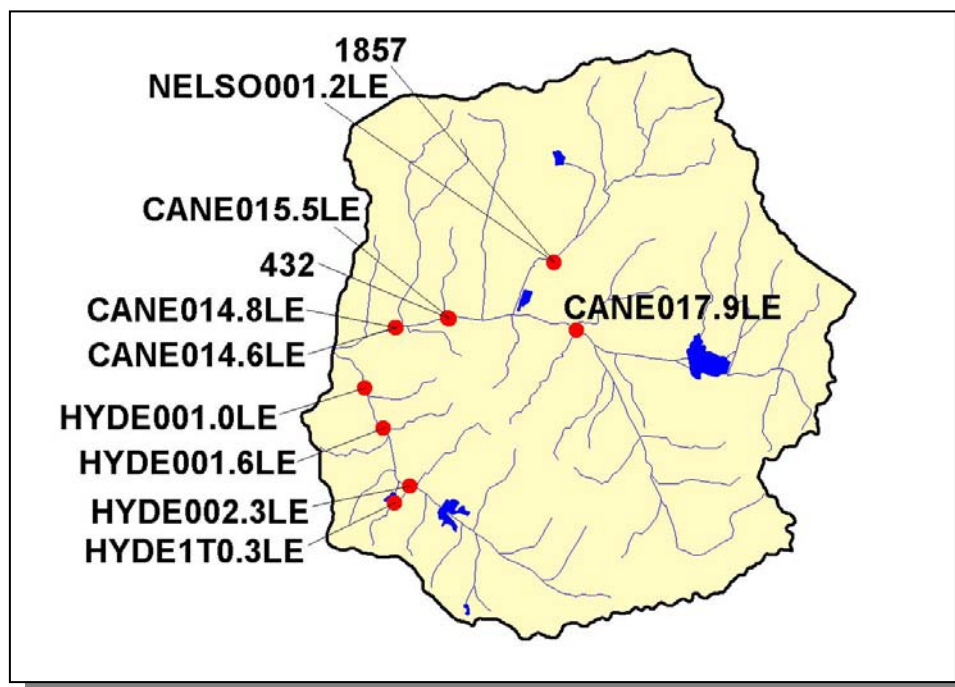 1857
NELSO001.2LE
CANE015.5LE
432
CANE014.8LE
CANE017.9LE
CANE014.6LE
HYDE001.0LE
HYDE001.6LE
HYDE002.3LE
HYDE1T0.3LE